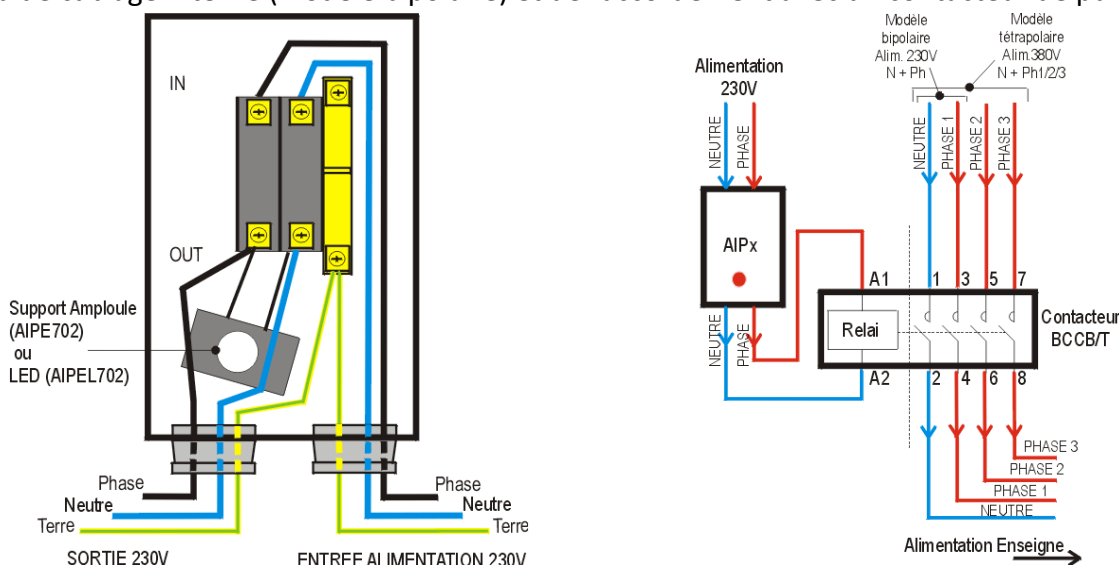 IN
OUT
Support Amploule
(AIPE702)
ou
LED (AIPEL702)
Phase
Neutre
Terre
SORTIE 230V
Phase
Neutre
Terre
ENTREE ALIMENTATION 230V
Alimentation
230V
NEUTRE
PHASE
AIPx
NEUTRE
PHASE
Modèle
bipolaire
Alim. 230V
N + Ph
Modèle
tétrapolaire
Alim.380V
N + Ph1/2/3
NEUTRE
PHASE 1
PHASE 2
PHASE 3
A1
1
3
5
7
Relai
Contacteur
BCCB/T
A2
2
4
6
8
PHASE 3
PHASE 2
PHASE 1
NEUTRE
Alimentation Enseigne